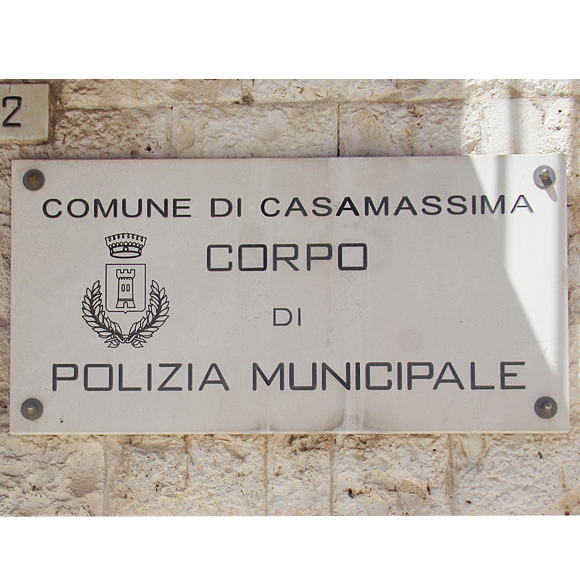 2
COMUNE DI CASAMASSIMA
CORPO
DI
POLIZIA MUNICIPALE